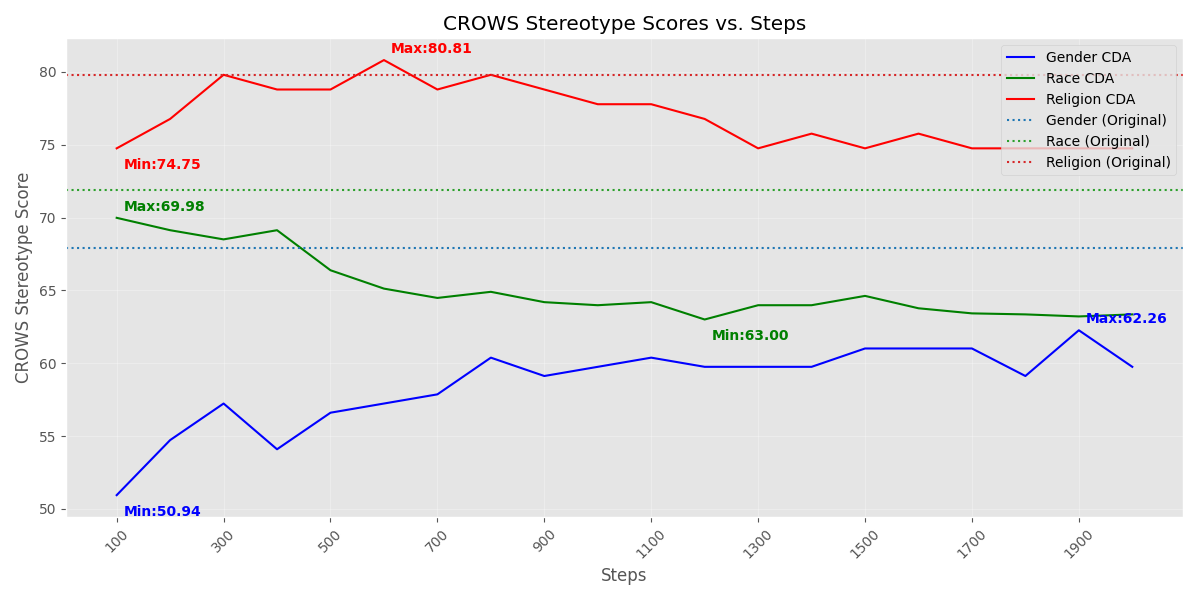 CROWS Stereotype Scores vs. Steps
CROWS Stereotype Score
80
75
70
65
60
55
50
Max:80.81
Min:74.75
Max:69.98
Min:63.00
Max:62.26
Min:50.94
Gender CDA
Race CDA
Religion CDA
Gender (Original)
Race (Original)
Religion (Original)
100
300
500
700
900
1100
1300
1500
1700
1900
Steps